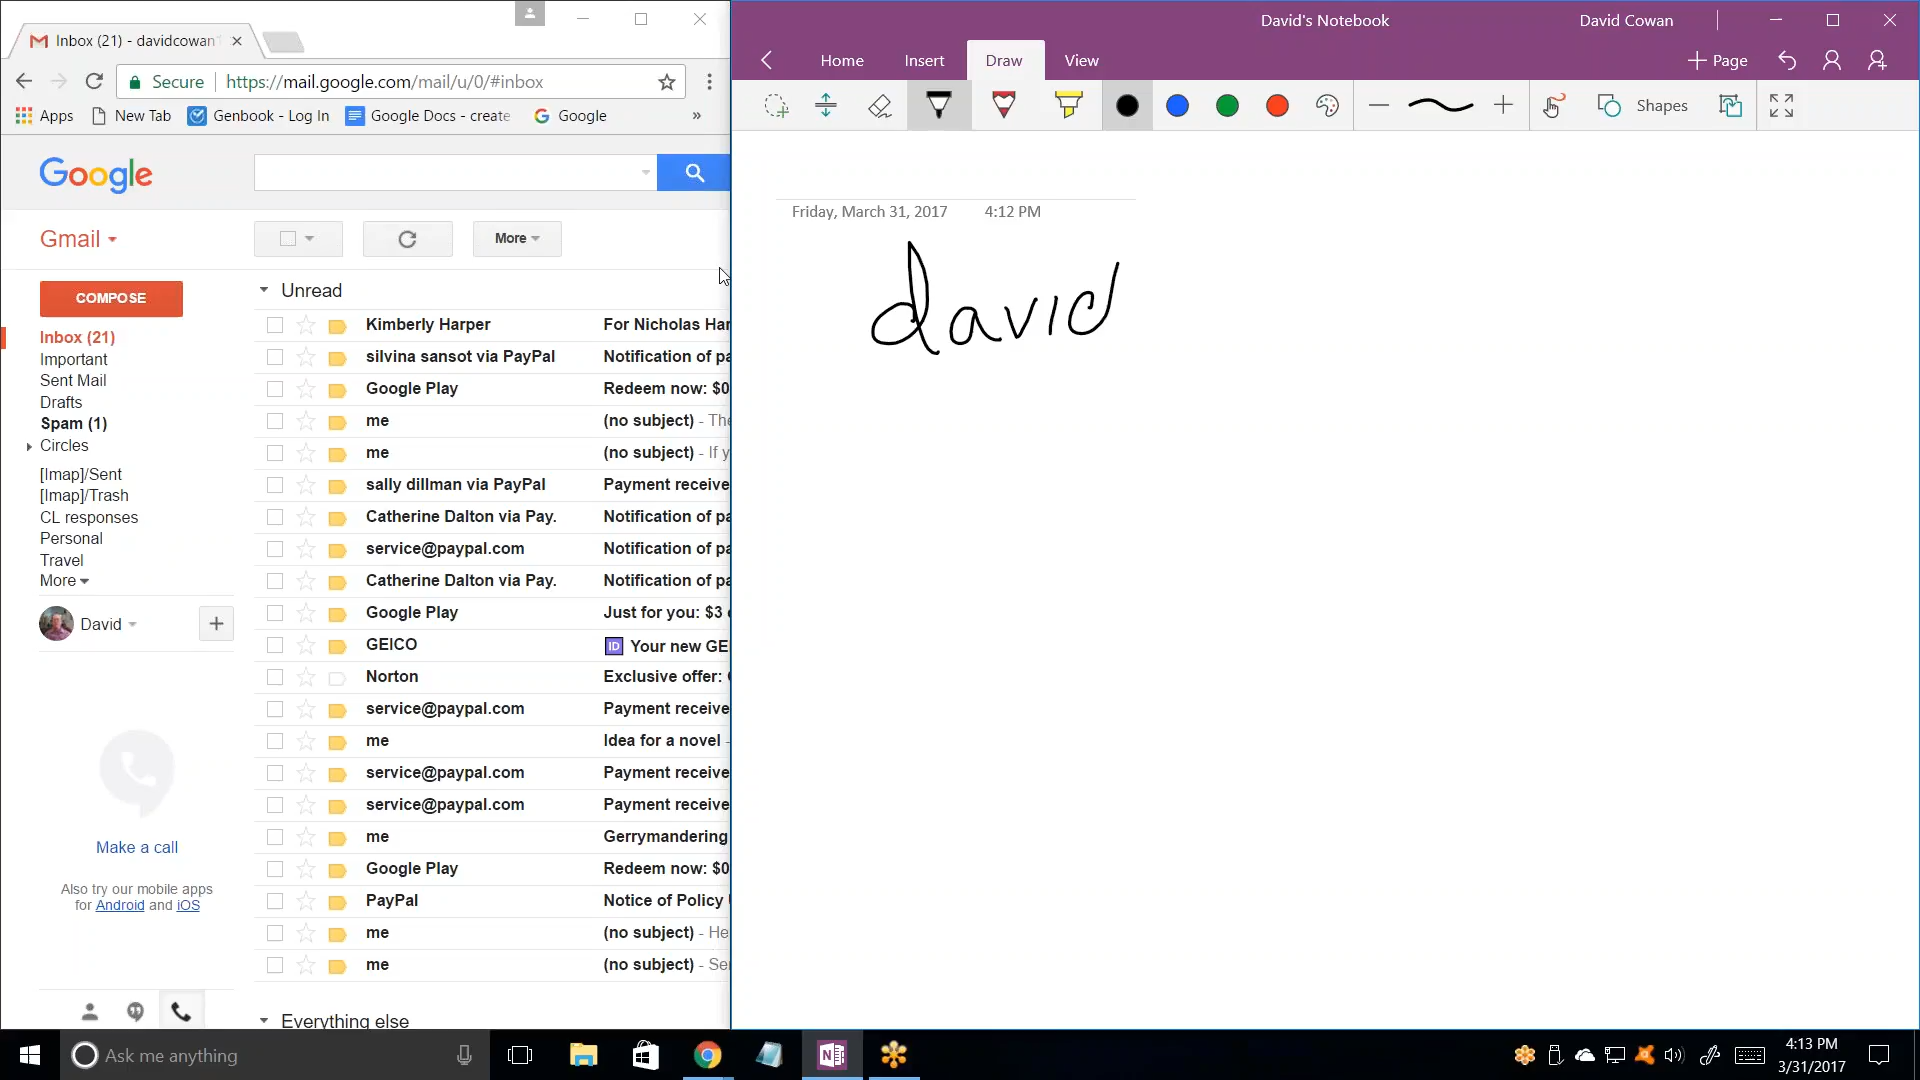 Inbox (21) - davidcowan
David's Notebook
David Cowan
Secure
https://mail.google.com/mail/u/0/#inbox
Home
Insert
Draw
View
Page
Apps
New Tab
Genbook - Log In
Google Docs - create
Google
»
Shapes
Google
Gmail
More
Friday, March 31, 2017
4:12 PM
david
COMPOSE
Inbox (21)
Important
Sent Mail
Drafts
Spam (1)
Circles
[Imap]/Sent
[Imap]/Trash
CL responses
Personal
Travel
More
David
Make a call
Also try our mobile apps
for Android and iOS
Unread
Kimberly Harper For Nicholas Har
silvina sansot via PayPal Notification of pa
Google Play Redeem now: $0
me (no subject) - The
me (no subject) - If y
sally dillman via PayPal Payment receive
Catherine Dalton via Pay. Notification of pa
service@paypal.com Notification of pa
Catherine Dalton via Pay. Notification of pa
Google Play Just for you: $3
GEICO ID Your new GE
Norton Exclusive offer:
service@paypal.com Payment receive
me Idea for a novel -
service@paypal.com Payment receive
service@paypal.com Payment receive
me Gerrymandering
Google Play Redeem now: $0
PayPal Notice of Policy
me (no subject) - He
me (no subject) - Se
Everything else
Ask me anything
N
4:13 PM
3/31/2017